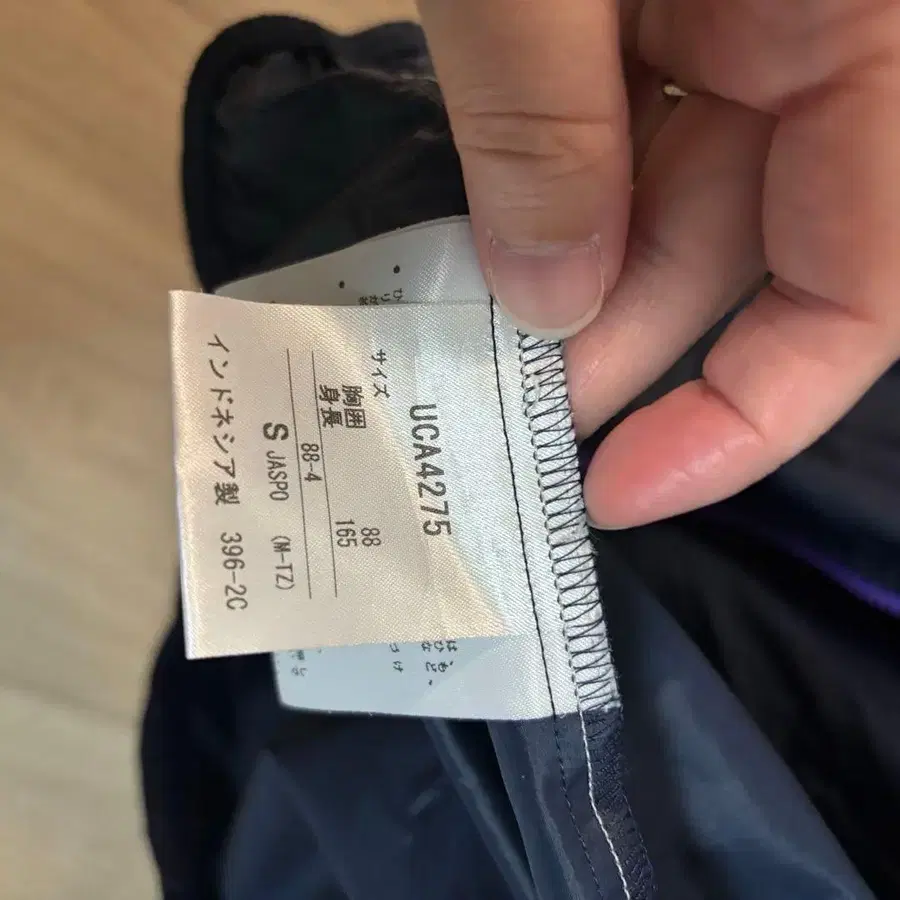 UCA4275
サイズ
胸囲 88
身長 165
88-4
S JASPO (M-TZ)
インドネシア製 396-2C